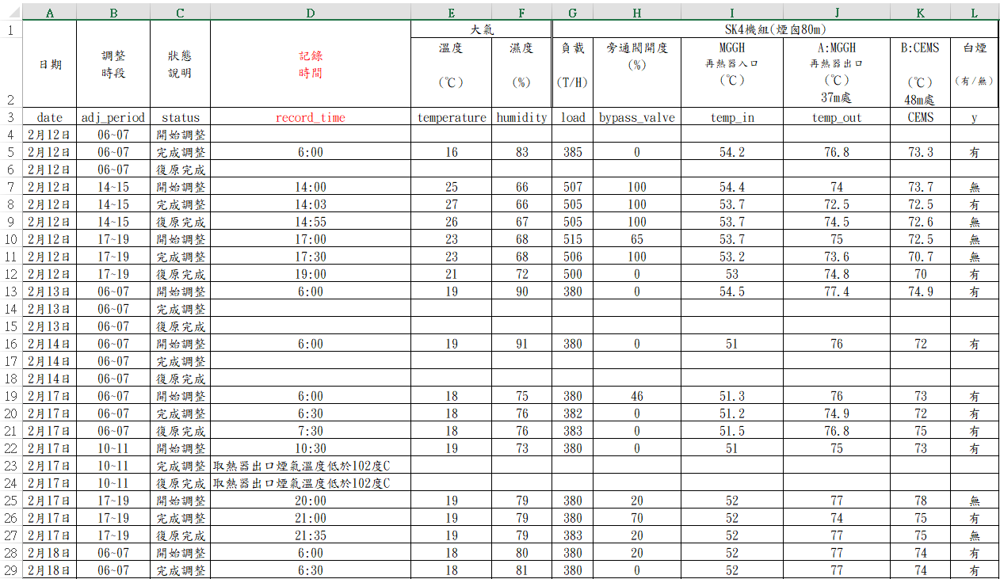 A B C D E F G H I J K L
1 大氣 SK4機組(煙囪80m)
2 日期 調整時段 狀態說明 記錄時間 溫度 (℃) 濕度 (%) 負載 (T/H) 旁通閥開度 (%) MGGH 再熱器入口 (℃) A:MGGH 再熱器出口 (℃) 37m處 B:CEMS (℃) 48m處 白煙 (有/無)
3 date adj_period status record_time temperature humidity load bypass_valve temp_in temp_out CEMS y
4 2月12日 06~07 開始調整
5 2月12日 06~07 完成調整 6:00 16 83 385 0 54.2 76.8 73.3 有
6 2月12日 06~07 復原完成
7 2月12日 14~15 開始調整 14:00 25 66 507 100 54.4 74 73.7 無
8 2月12日 14~15 完成調整 14:03 27 66 505 100 53.7 72.5 72.5 有
9 2月12日 14~15 復原完成 14:55 26 67 505 100 53.7 74.5 72.6 無
10 2月12日 17~19 開始調整 17:00 23 68 515 65 53.7 75 72.5 無
11 2月12日 17~19 完成調整 17:30 23 68 506 100 53.2 73.6 70.7 無
12 2月12日 17~19 復原完成 19:00 21 72 500 0 53 74.8 70 有
13 2月13日 06~07 開始調整 6:00 19 90 380 0 54.5 77.4 74.9 有
14 2月13日 06~07 完成調整
15 2月13日 06~07 復原完成
16 2月14日 06~07 開始調整 6:00 19 91 380 0 51 76 72 有
17 2月14日 06~07 完成調整
18 2月14日 06~07 復原完成
19 2月17日 06~07 開始調整 6:00 18 75 380 46 51.3 76 73 有
20 2月17日 06~07 完成調整 6:30 18 76 382 0 51.2 74.9 72 有
21 2月17日 06~07 復原完成 7:30 18 76 383 0 51.5 76.8 75 有
22 2月17日 10~11 開始調整 10:30 19 73 380 0 51 75 73 有
23 2月17日 10~11 完成調整 取熱器出口煙氣溫度低於102度C
24 2月17日 10~11 復原完成 取熱器出口煙氣溫度低於102度C
25 2月17日 17~19 開始調整 20:00 19 79 380 20 52 77 78 無
26 2月17日 17~19 完成調整 21:00 19 79 380 70 52 74 75 有
27 2月17日 17~19 復原完成 21:35 19 79 383 20 52 77 75 無
28 2月18日 06~07 開始調整 6:00 18 80 380 20 52 77 74 有
29 2月18日 06~07 完成調整 6:30 18 81 380 0 52 77 74 有